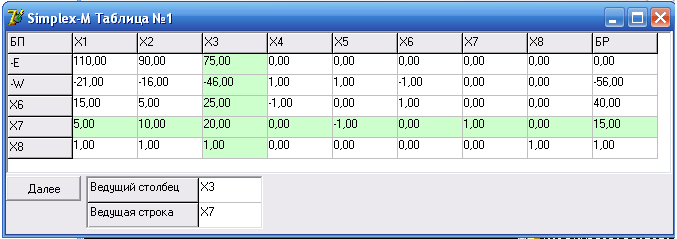 Simplex-M Таблица №1
БП X1 X2 X3 X4 X5 X6 X7 X8 БР
-E 110,00 90,00 75,00 0,00 0,00 0,00 0,00 0,00 0,00
-W -21,00 -16,00 -46,00 1,00 1,00 -1,00 0,00 0,00 -56,00
X6 15,00 5,00 25,00 -1,00 0,00 1,00 0,00 0,00 40,00
X7 5,00 10,00 20,00 0,00 -1,00 0,00 1,00 0,00 15,00
X8 1,00 1,00 1,00 0,00 0,00 0,00 0,00 1,00 1,00
Далее
Ведущий столбец X3
Ведущая строка X7